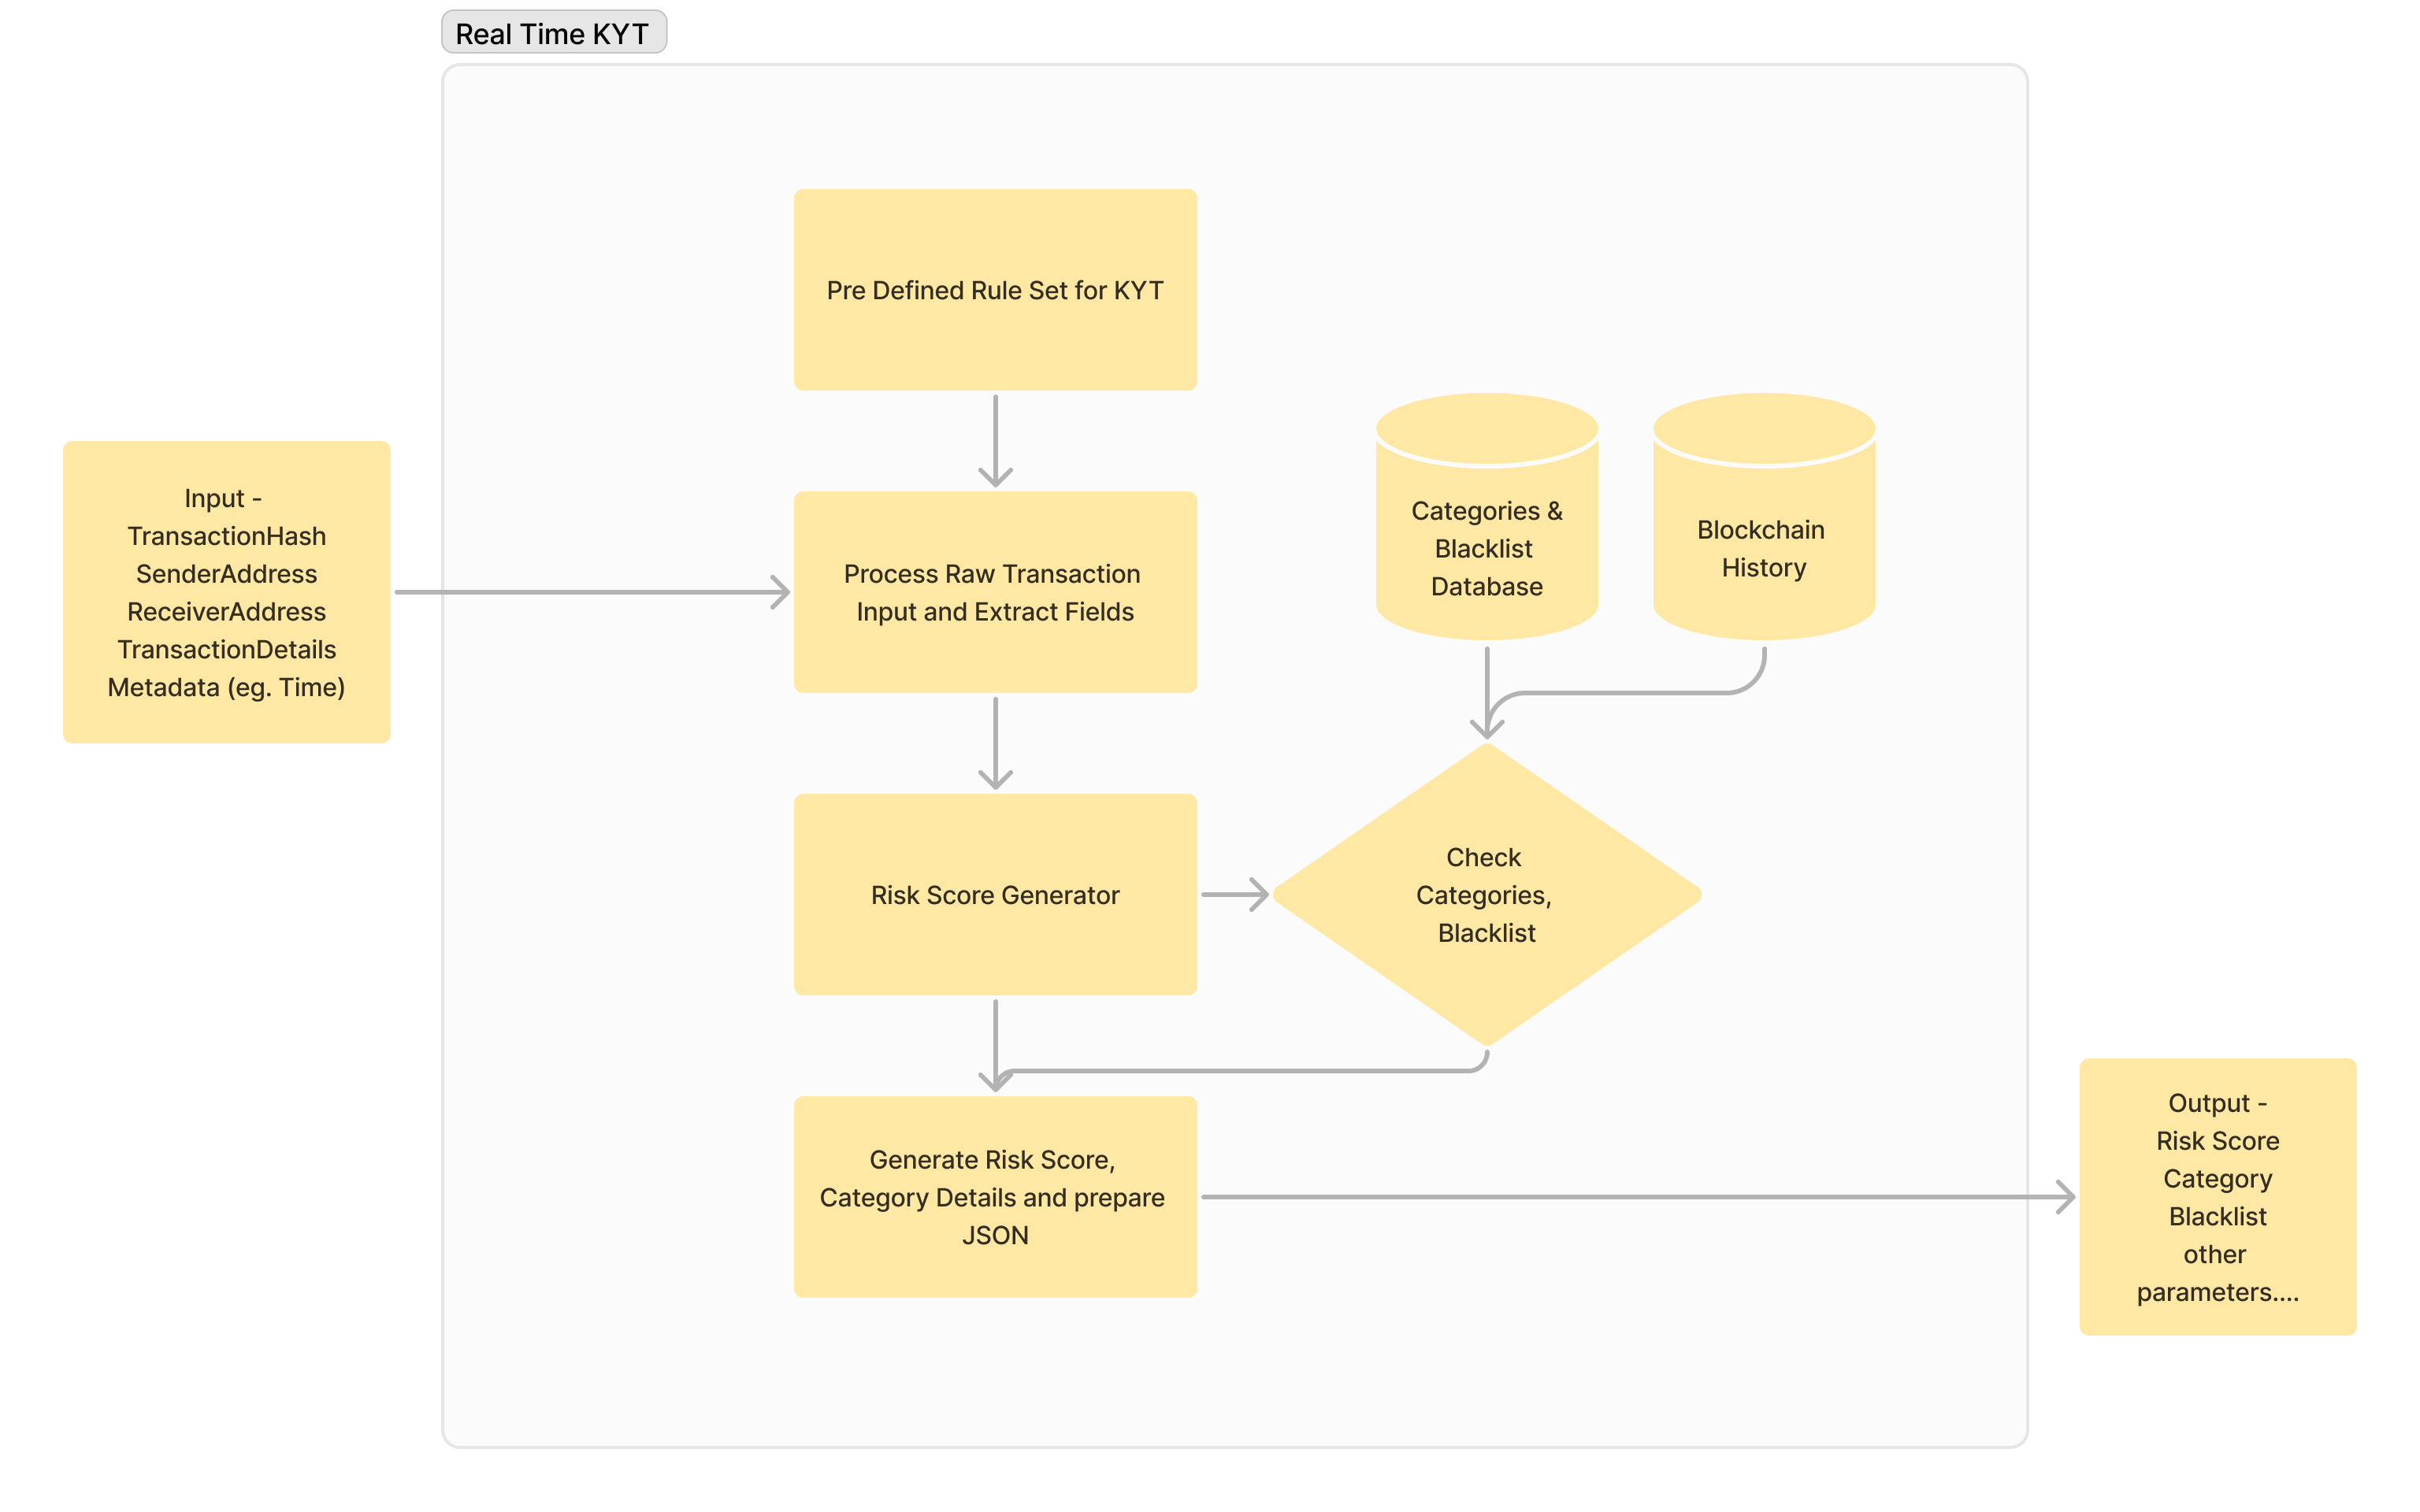 Real Time KYT
Pre Defined Rule Set for KYT
Input -
TransactionHash
SenderAddress
ReceiverAddress
TransactionDetails
Metadata (eg. Time)
Process Raw Transaction
Input and Extract Fields
Categories &
Blacklist
Database
Blockchain
History
Risk Score Generator
Check
Categories,
Blacklist
Generate Risk Score,
Category Details and prepare
JSON
Output -
Risk Score
Category
Blacklist
other
parameters....